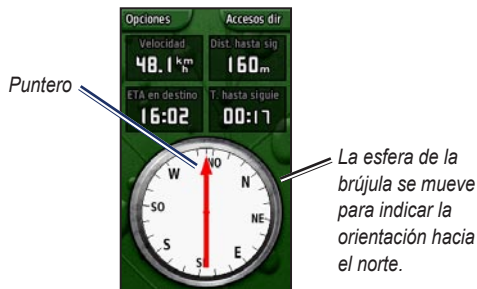 Opciones
Accesos dir
Velocidad
Dist. hasta sig
48.1 km/h
160m
ETA en destino
T. hasta siguie
16:02
00:17
Puntero
NO
W
N
SO
NE
S
E
La esfera de la
brújula se mueve
para indicar la
orientación hacia
el norte.